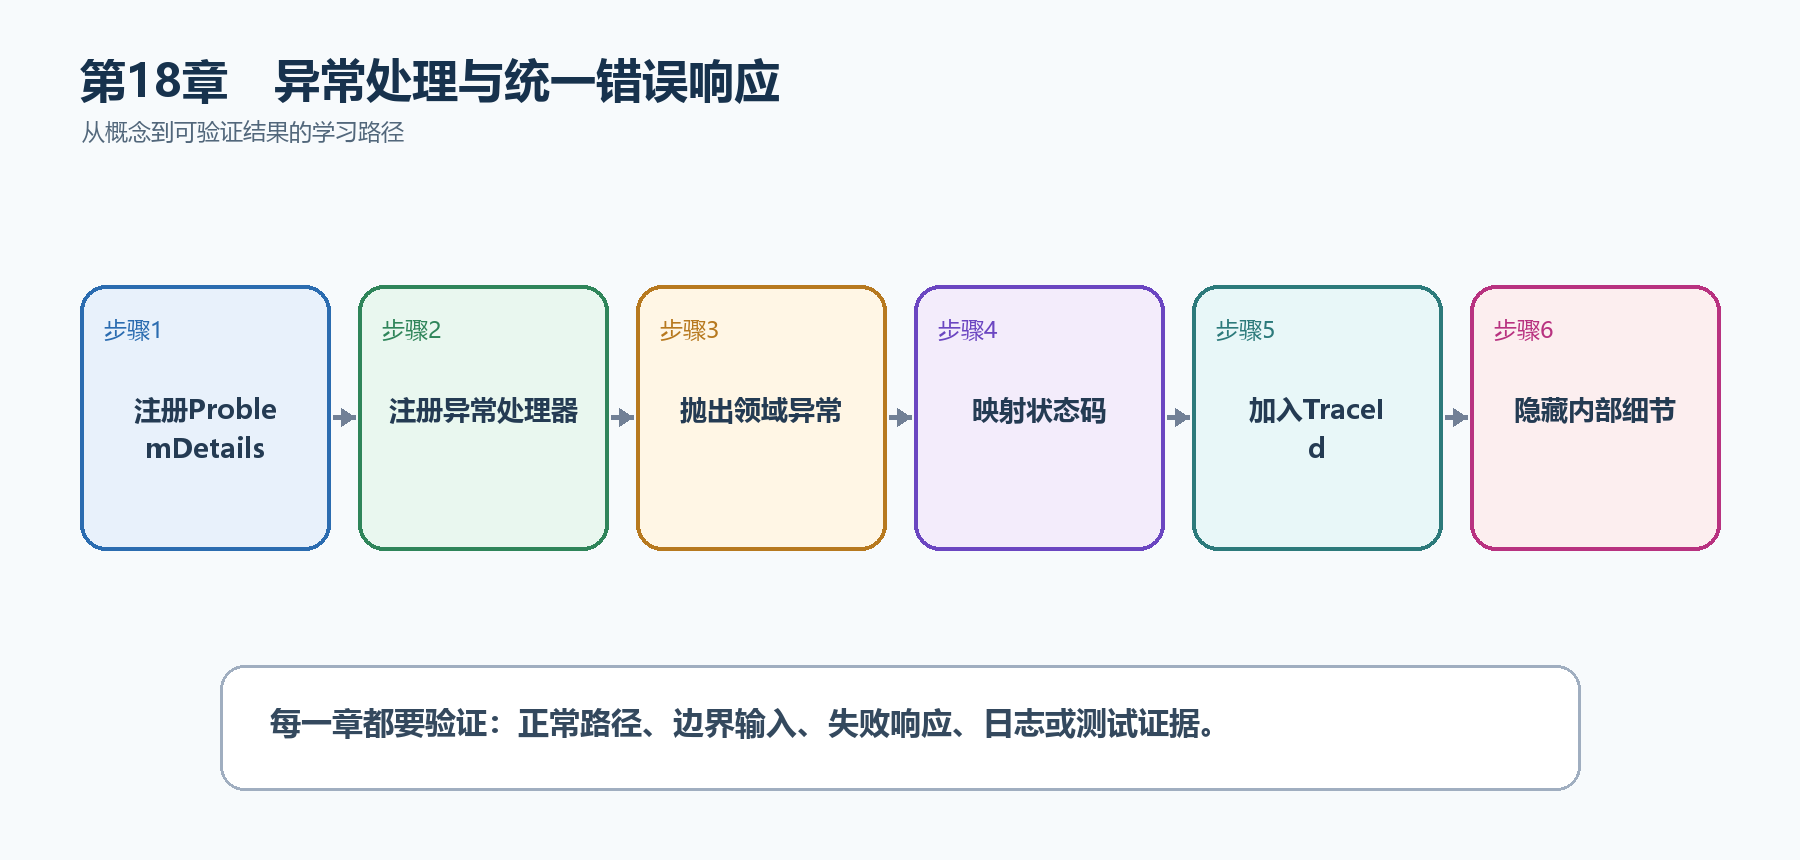 第18章　异常处理与统一错误响应
从概念到可验证结果的学习路径
步骤1
注册Proble
mDetails
步骤2
注册异常处理器
步骤3
抛出领域异常
步骤4
映射状态码
步骤5
加入TraceI
d
步骤6
隐藏内部细节
每一章都要验证：正常路径、边界输入、失败响应、日志或测试证据。